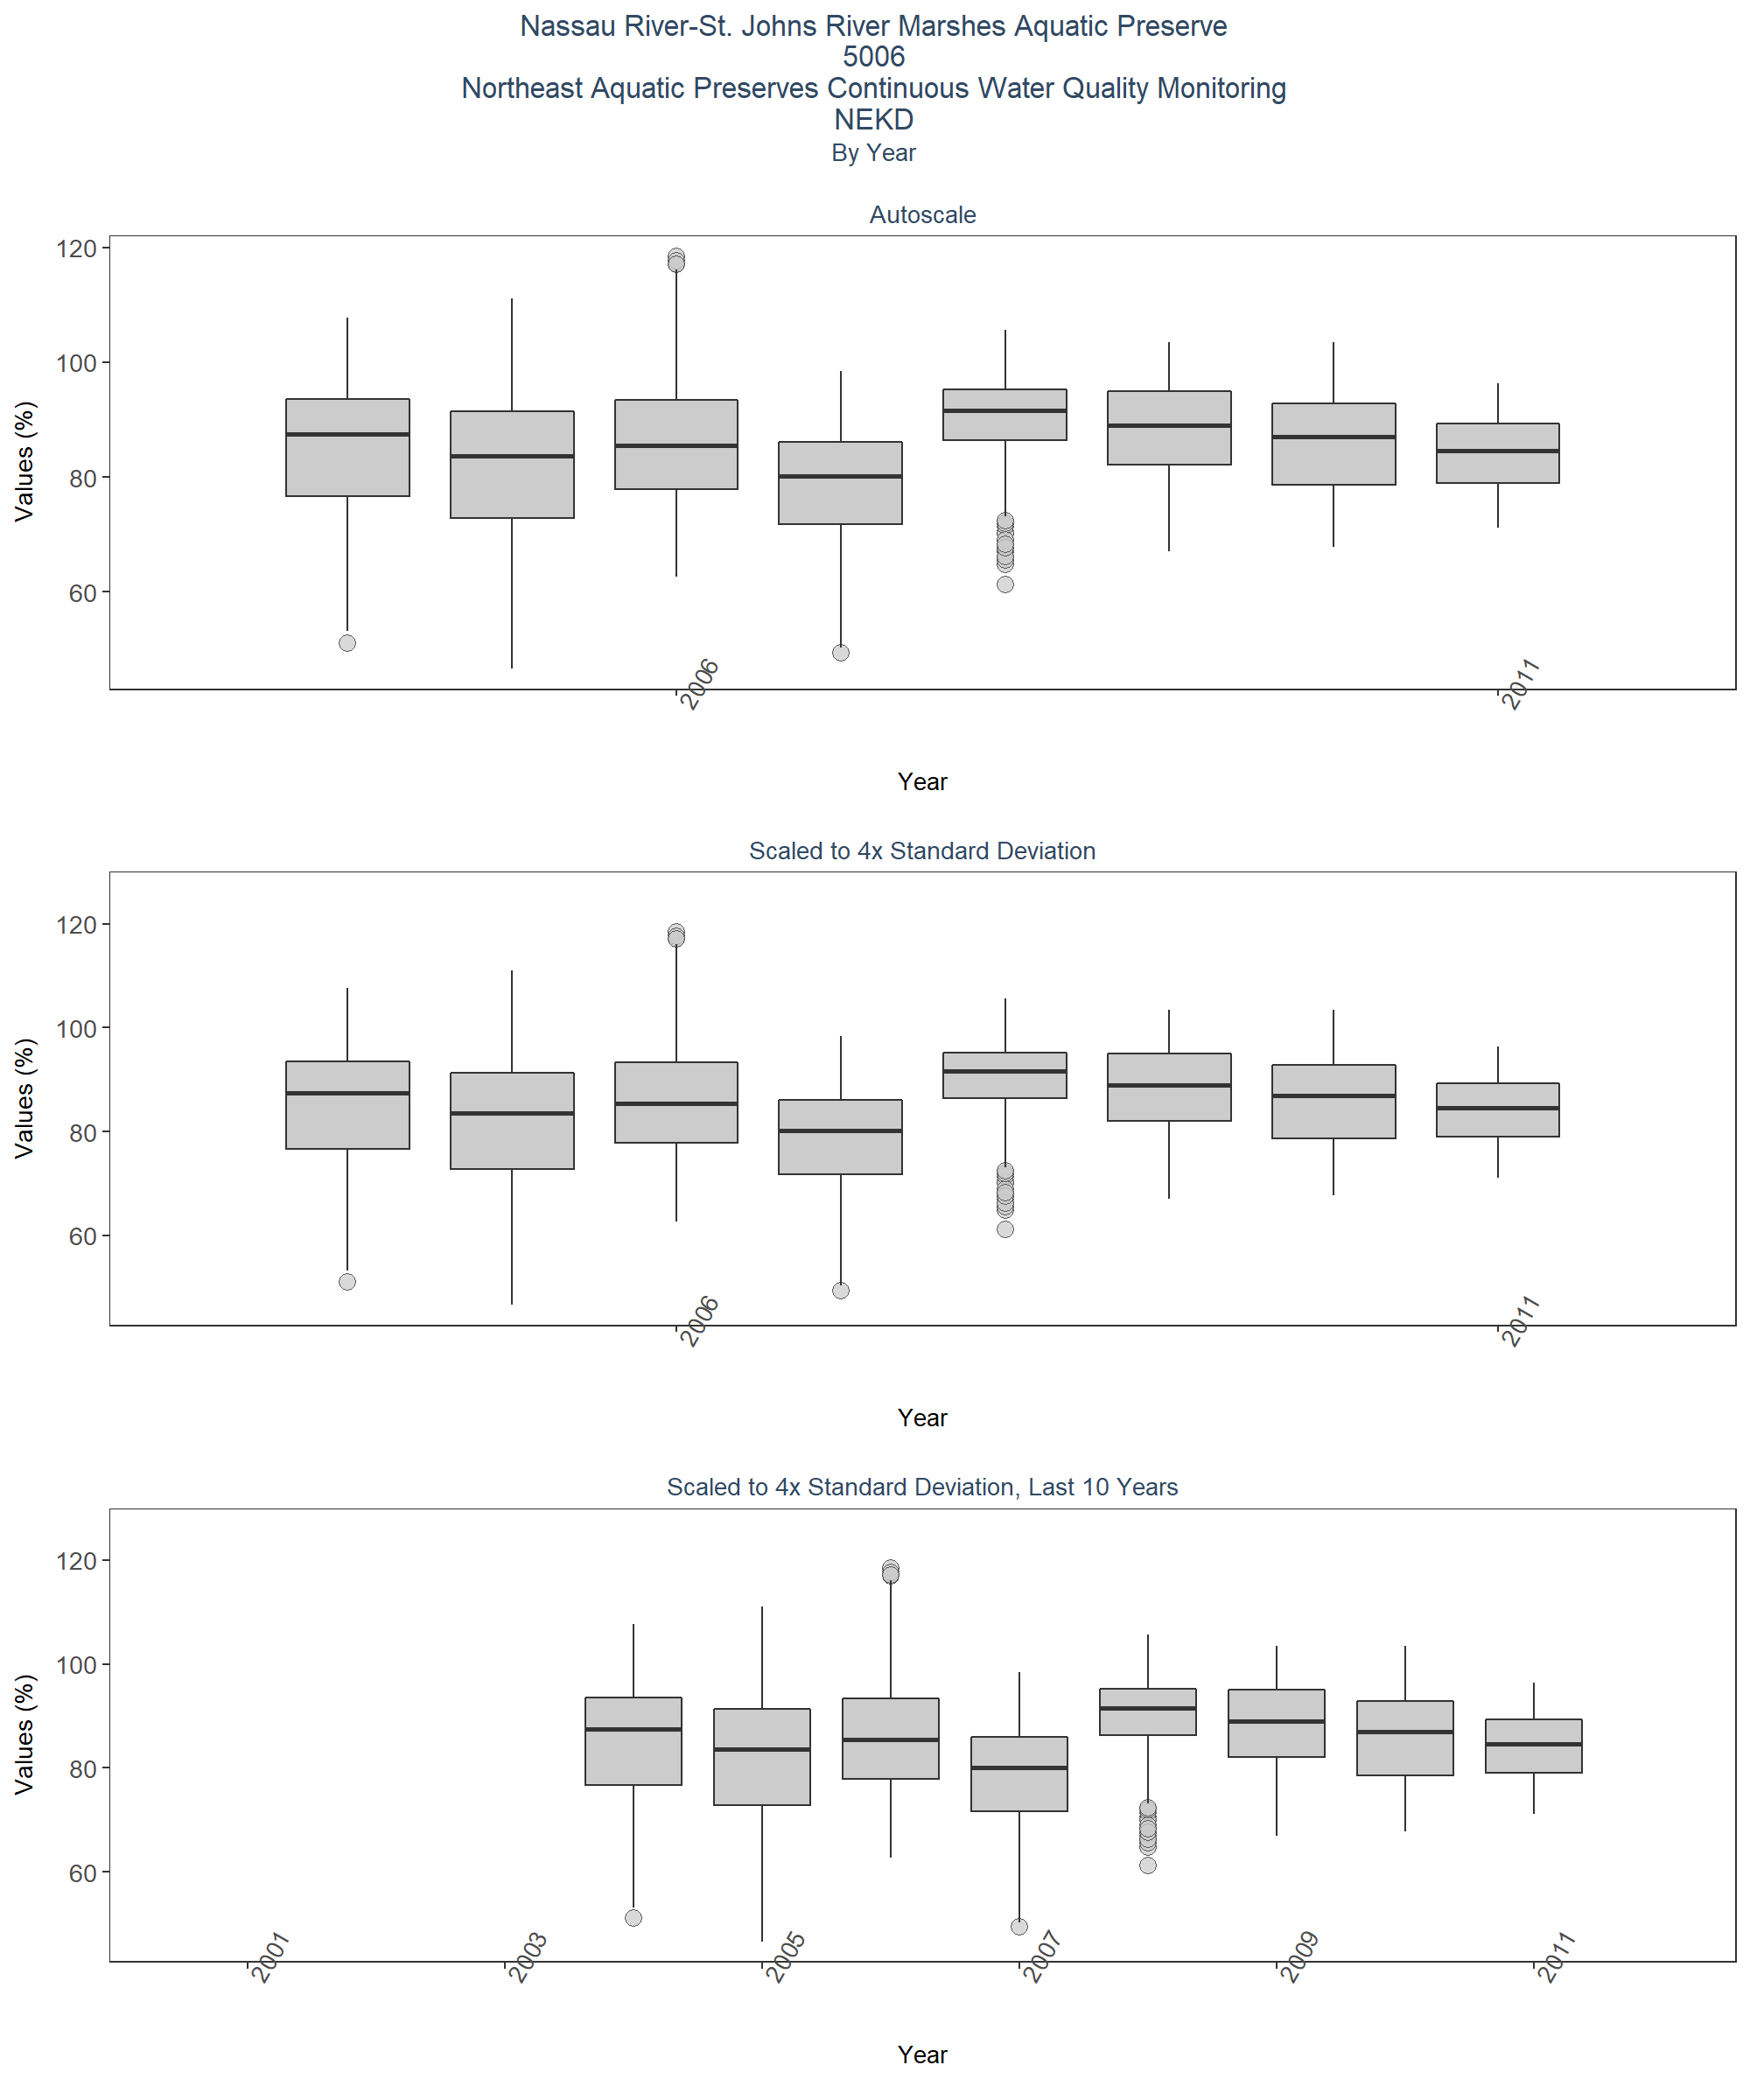 Nassau River-St. Johns River Marshes Aquatic Preserve
5006
Northeast Aquatic Preserves Continuous Water Quality Monitoring
NEKD
By Year
Autoscale
120
100
80
60
Values (%)
2006
2011
Year
Scaled to 4x Standard Deviation
120
100
80
60
Values (%)
2006
2011
Year
Scaled to 4x Standard Deviation, Last 10 Years
120
100
80
60
Values (%)
2001
2003
2005
2007
2009
2011
Year